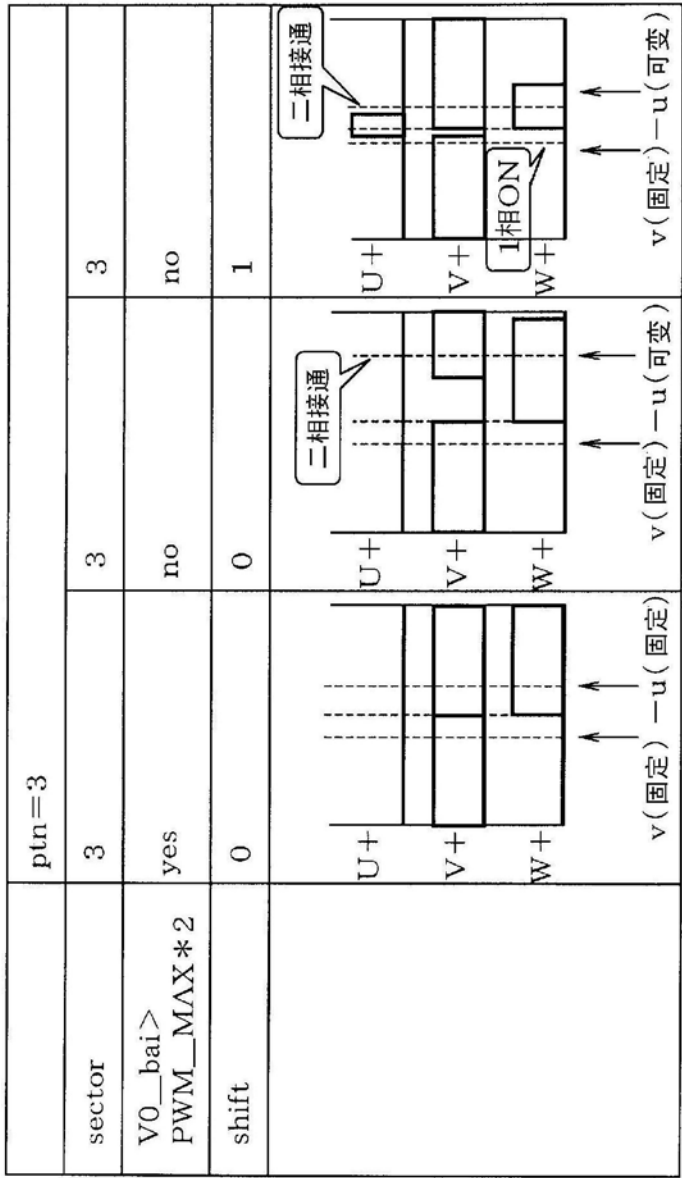 ptn=3
sector
3
3
3
V0_bai>
PWM_MAX*2
yes
no
no
shift
0
0
1
U+
V+
W+
v(固定)
-u(固定)
U+
V+
W+
二相接通
v(固定)
-u(可变)
U+
V+
W+
二相接通
1相ON
v(固定)
-u(可变)